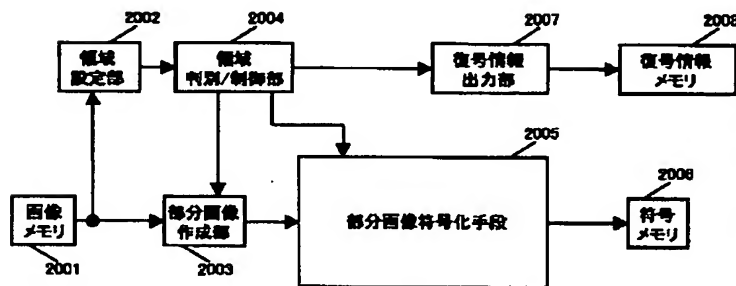 2002
2004
2007
2008
領域
設定部
領域
判別/制御部
復号情報
出力部
復号情報
メモリ
2005
画像
メモリ
部分画像
作成部
部分画像符号化手段
2006
符号
メモリ
2001
2003